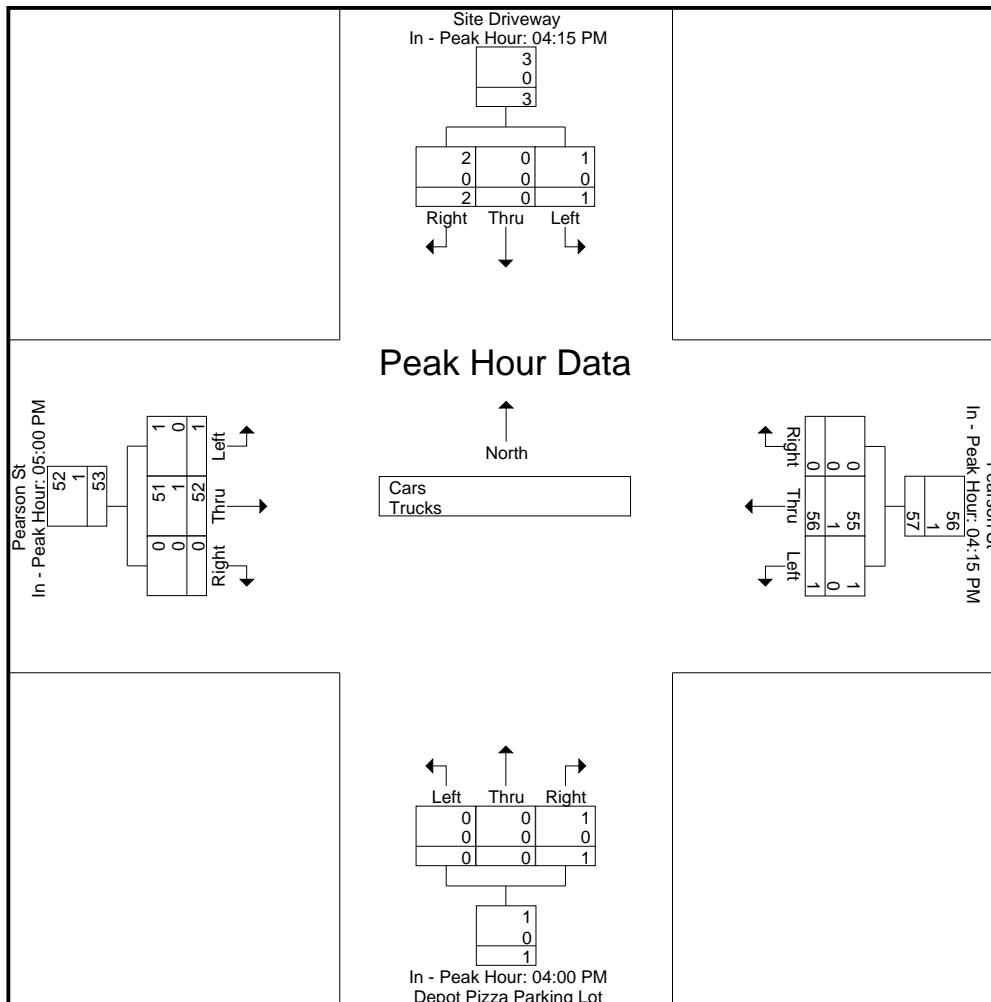 Site Driveway
In - Peak Hour: 04:15 PM
3
0
3
2 0 1
0 0 0
2 0 1
Right Thru Left
Peak Hour Data
North
Cars
Trucks
Pearson St
In - Peak Hour: 05:00 PM
52
1
53
1 0 1
Left
51 1 52
Thru
0 0 0
Right
Pearson St
In - Peak Hour: 04:15 PM
56
1
57
Right
0 0 0
Thru
56 1 55
Left
1 0 1
Left Thru Right
0 0 1
0 0 0
0 0 1
1
0
1
In - Peak Hour: 04:00 PM
Depot Pizza Parking Lot